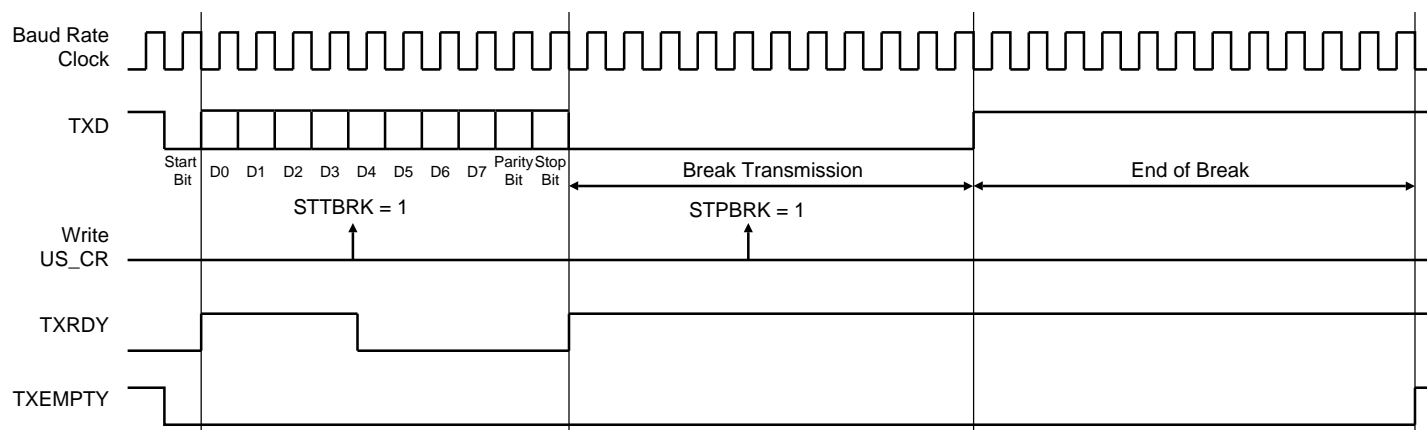 Baud Rate
Clock
TXD
Start
Bit
D0 D1 D2 D3 D4 D5 D6 D7
Parity
Bit
Stop
Bit
Break Transmission
End of Break
STTBRK = 1
STPBRK = 1
Write
US_CR
TXRDY
TXEMPTY